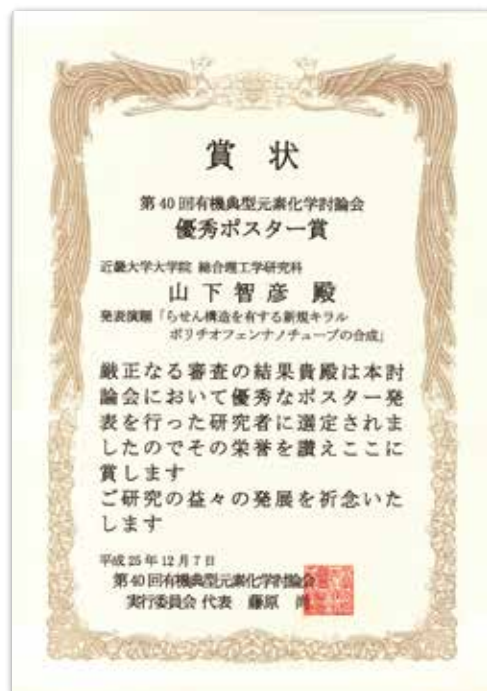 賞状
第40回有機典型元素化学討論会
優秀ポスター賞
近畿大学大学院 総合理工学研究科
山下智彦 殿
発表演題「らせん構造を有する新規キラル
ポリチオフェンナノチューブの合成」
厳正なる審査の結果貴殿は本討
論会において優秀なポスター発
表を行った研究者に選定されま
したのでその栄誉を讃えここに
賞します
ご研究の益々の発展を祈念いた
します
平成25年12月7日
第40回有機典型元素化学討論会
実行委員会 代表 藤原 尚